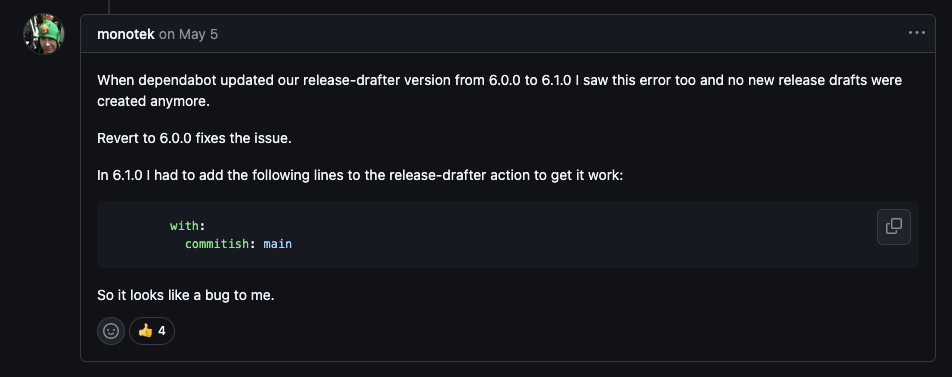 monotek on May 5
When dependabot updated our release-drafter version from 6.0.0 to 6.1.0 I saw this error too and no new release drafts were
created anymore.
Revert to 6.0.0 fixes the issue.
In 6.1.0 I had to add the following lines to the release-drafter action to get it work:
with:
commitish: main
So it looks like a bug to me.
👍 4